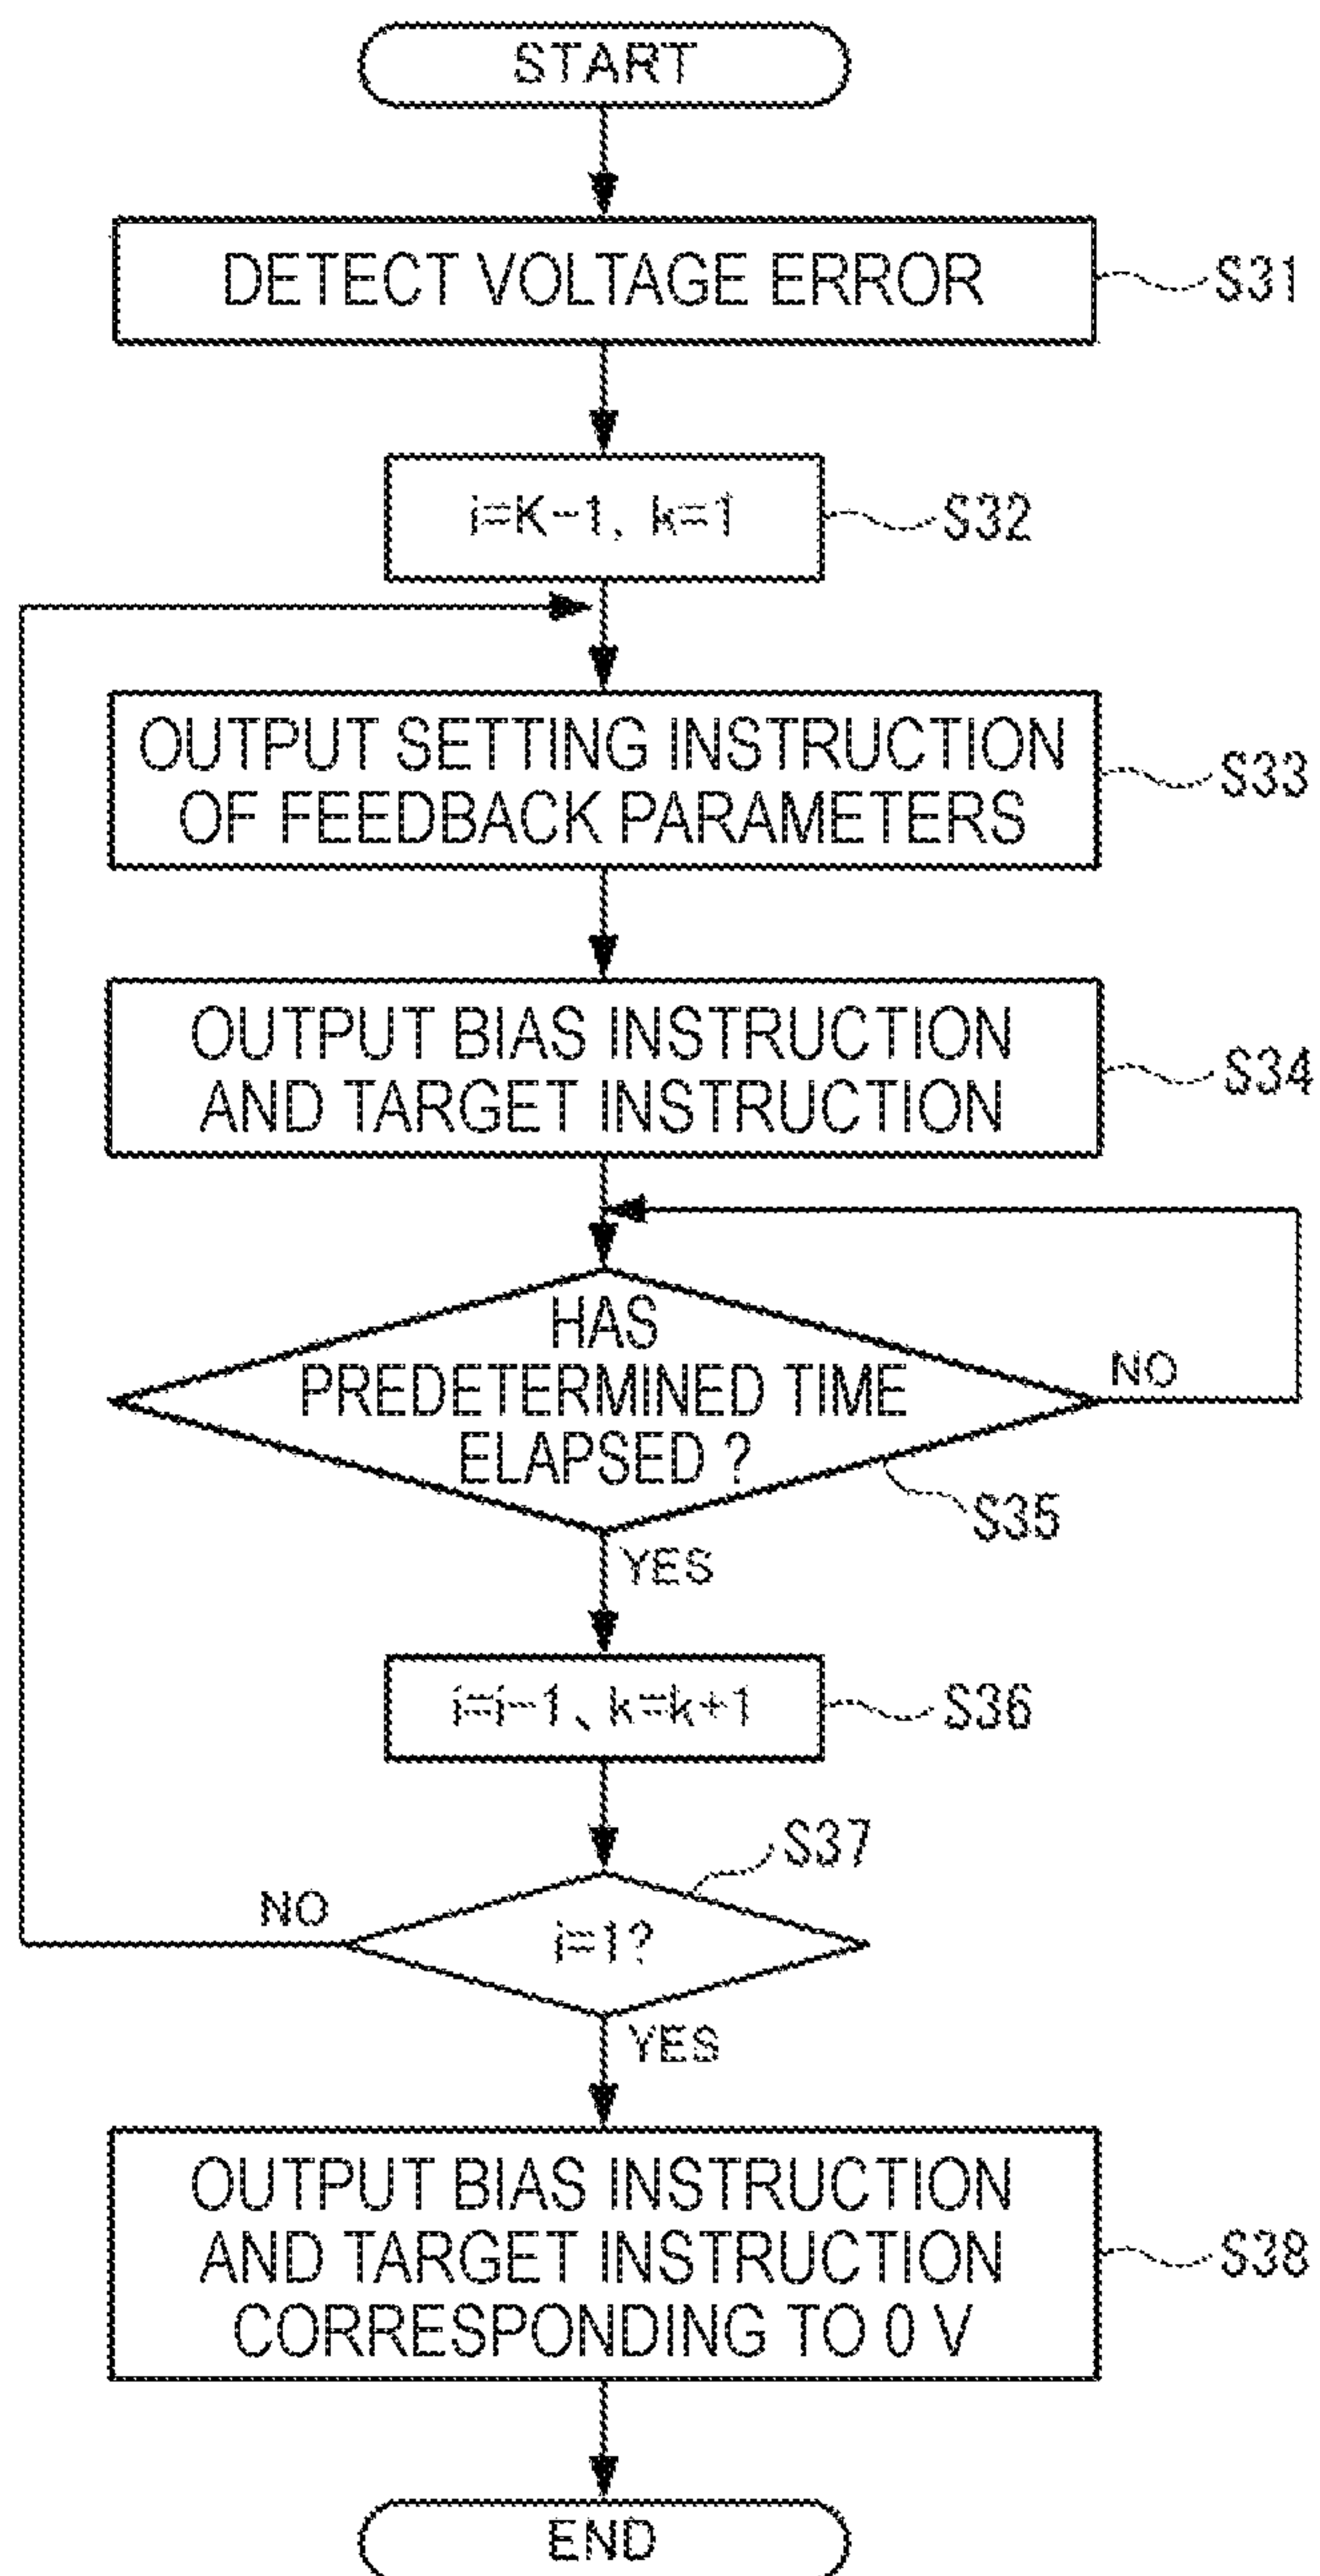 START
DETECT VOLTAGE ERROR
S31
i=K-1, k=1
S32
OUTPUT SETTING INSTRUCTION
OF FEEDBACK PARAMETERS
S33
OUTPUT BIAS INSTRUCTION
AND TARGET INSTRUCTION
S34
HAS
PREDETERMINED TIME
ELAPSED ?
NO
S35
YES
i=i-1、k=k+1
S36
S37
NO
i=1?
YES
OUTPUT BIAS INSTRUCTION
AND TARGET INSTRUCTION
CORRESPONDING TO 0 V
S38
END